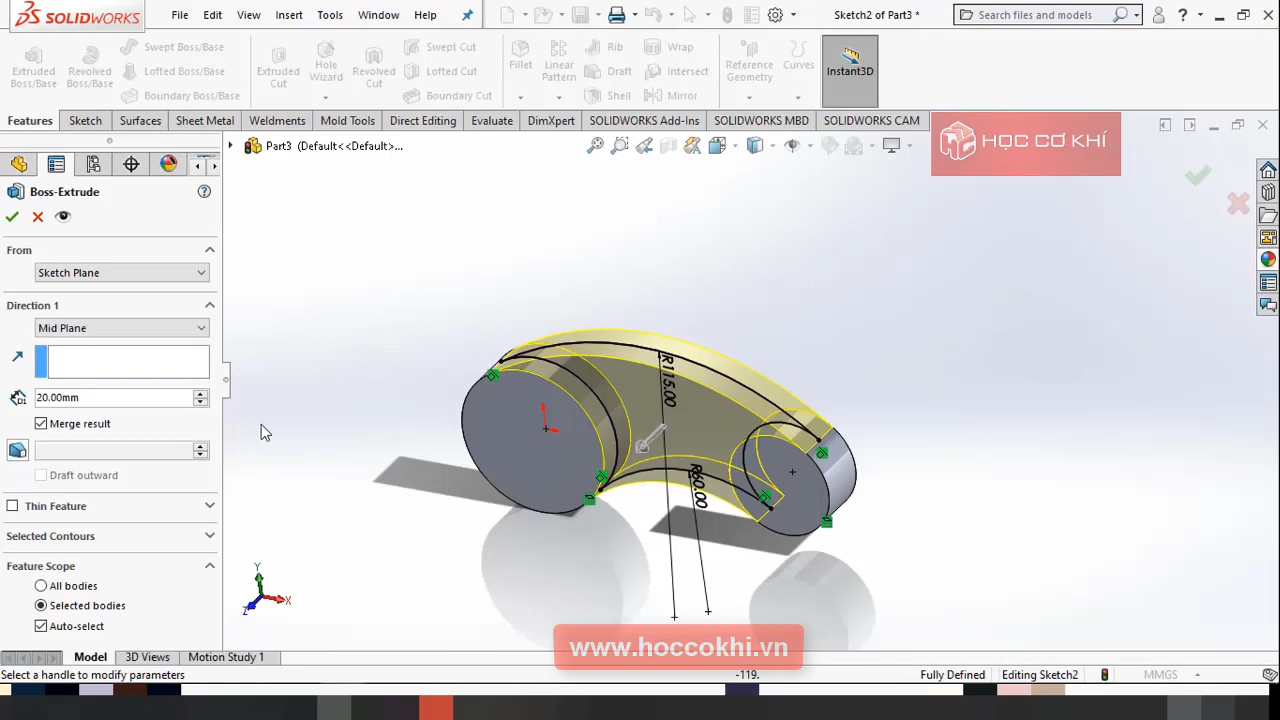 SOLIDWORKS
File Edit View Insert Tools Window Help
Sketch2 of Part3 *
Search files and models
Extruded Boss/Base
Revolved Boss/Base
Swept Boss/Base
Lofted Boss/Base
Boundary Boss/Base
Extruded Cut
Hole Wizard
Revolved Cut
Swept Cut
Lofted Cut
Boundary Cut
Fillet
Linear Pattern
Rib
Draft
Shell
Wrap
Intersect
Mirror
Reference Geometry
Curves
Instant3D
Features Sketch Surfaces Sheet Metal Weldments Mold Tools Direct Editing Evaluate DimXpert SOLIDWORKS Add-Ins SOLIDWORKS MBD SOLIDWORKS CAM
Part3 (Default<<Default>...
HỌC CƠ KHÍ
Boss-Extrude
From
Sketch Plane
Direction 1
Mid Plane
D1
20.00mm
Merge result
Draft outward
Thin Feature
Selected Contours
Feature Scope
All bodies
Selected bodies
Auto-select
R115.00
R60.00
Y
X
Z
www.hoccokhi.vn
Model 3D Views Motion Study 1
Select a handle to modify parameters
-119.
Fully Defined
Editing Sketch2
MMGS